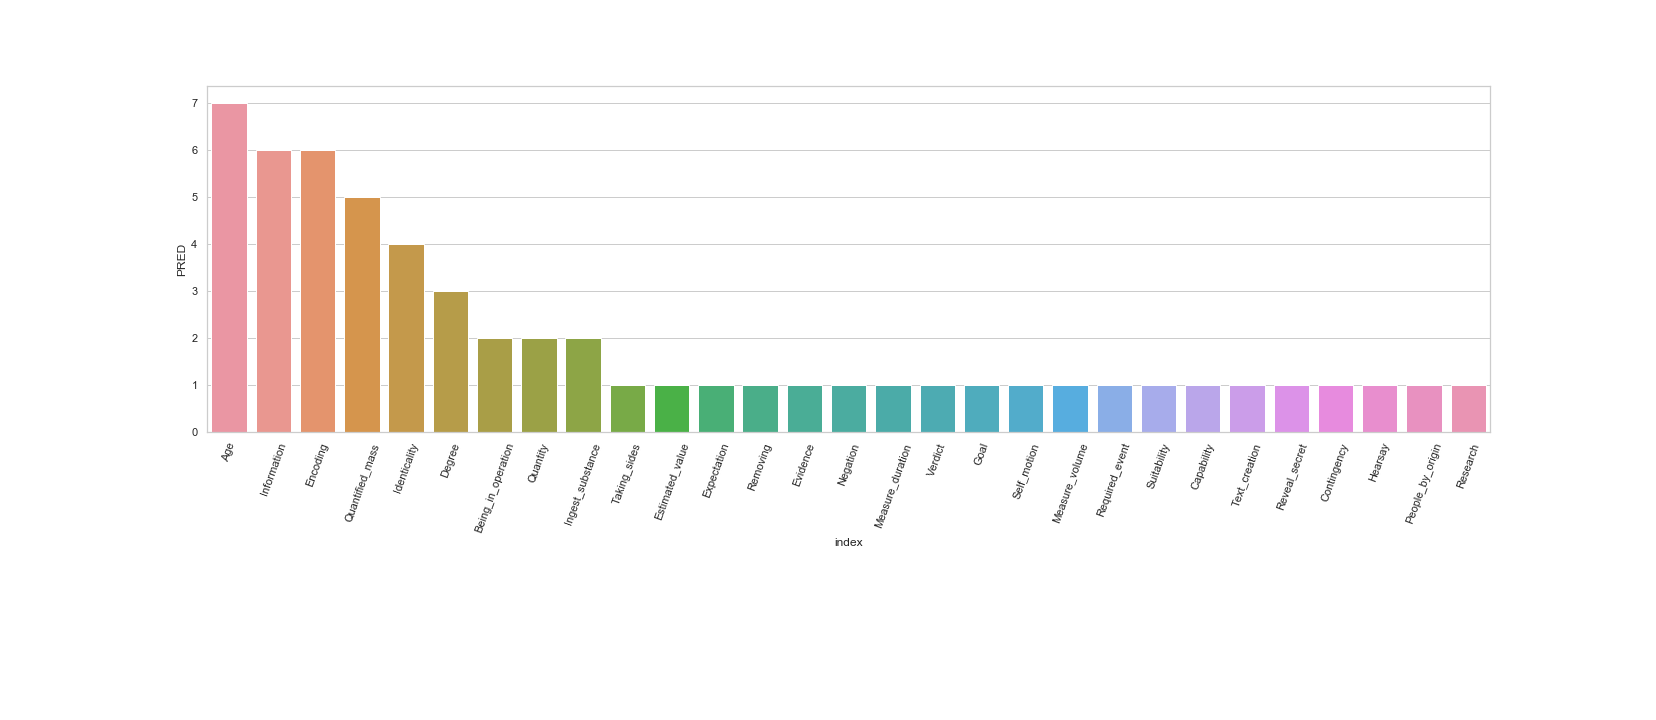 7
6
5
4
3
2
1
0
PRED
Age
Information
Encoding
Quantified_mass
Identicality
Degree
Being_in_operation
Quantity
Ingest_substance
Taking_sides
Estimated_value
Expectation
Removing
Evidence
Negation
Measure_duration
Verdict
Goal
Self_motion
Measure_volume
Required_event
Suitability
Capability
Text_creation
Reveal_secret
Contingency
Hearsay
People_by_origin
Research
index